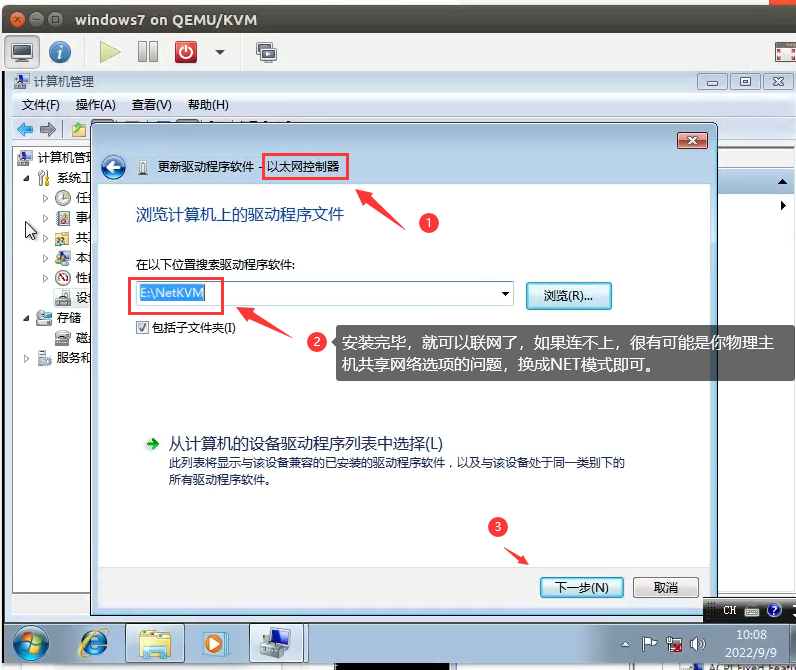 windows7 on QEMU/KVM
计算机管理
文件(F) 操作(A) 查看(V) 帮助(H)
计算机管
系统工
任
事
共
本
性
设
存储
磁
服务和
更新驱动程序软件 - 以太网控制器
1
浏览计算机上的驱动程序文件
在以下位置搜索驱动程序软件:
E:\NetKVM
浏览(R)...
包括子文件夹(I)
2
安装完毕，就可以联网了，如果连不上，很有可能是你物理主
机共享网络选项的问题，换成NET模式即可。
从计算机的设备驱动程序列表中选择(L)
此列表将显示与该设备兼容的已安装的驱动程序软件，以及与该设备处于同一类别下的
所有驱动程序软件。
3
下一步(N) 取消
CH
10:08
2022/9/9